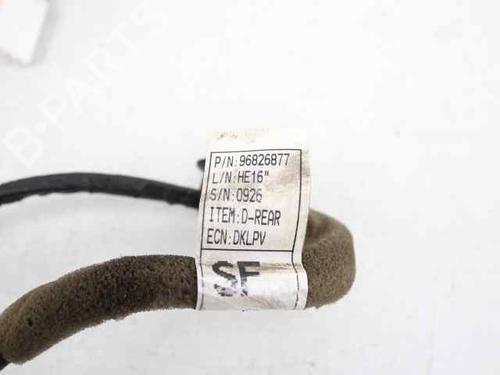 B-PARTS
P/N:96826877
L/N:HE16"
S/N:0926
ITEM:D-REAR
ECN:DKLPV
SF